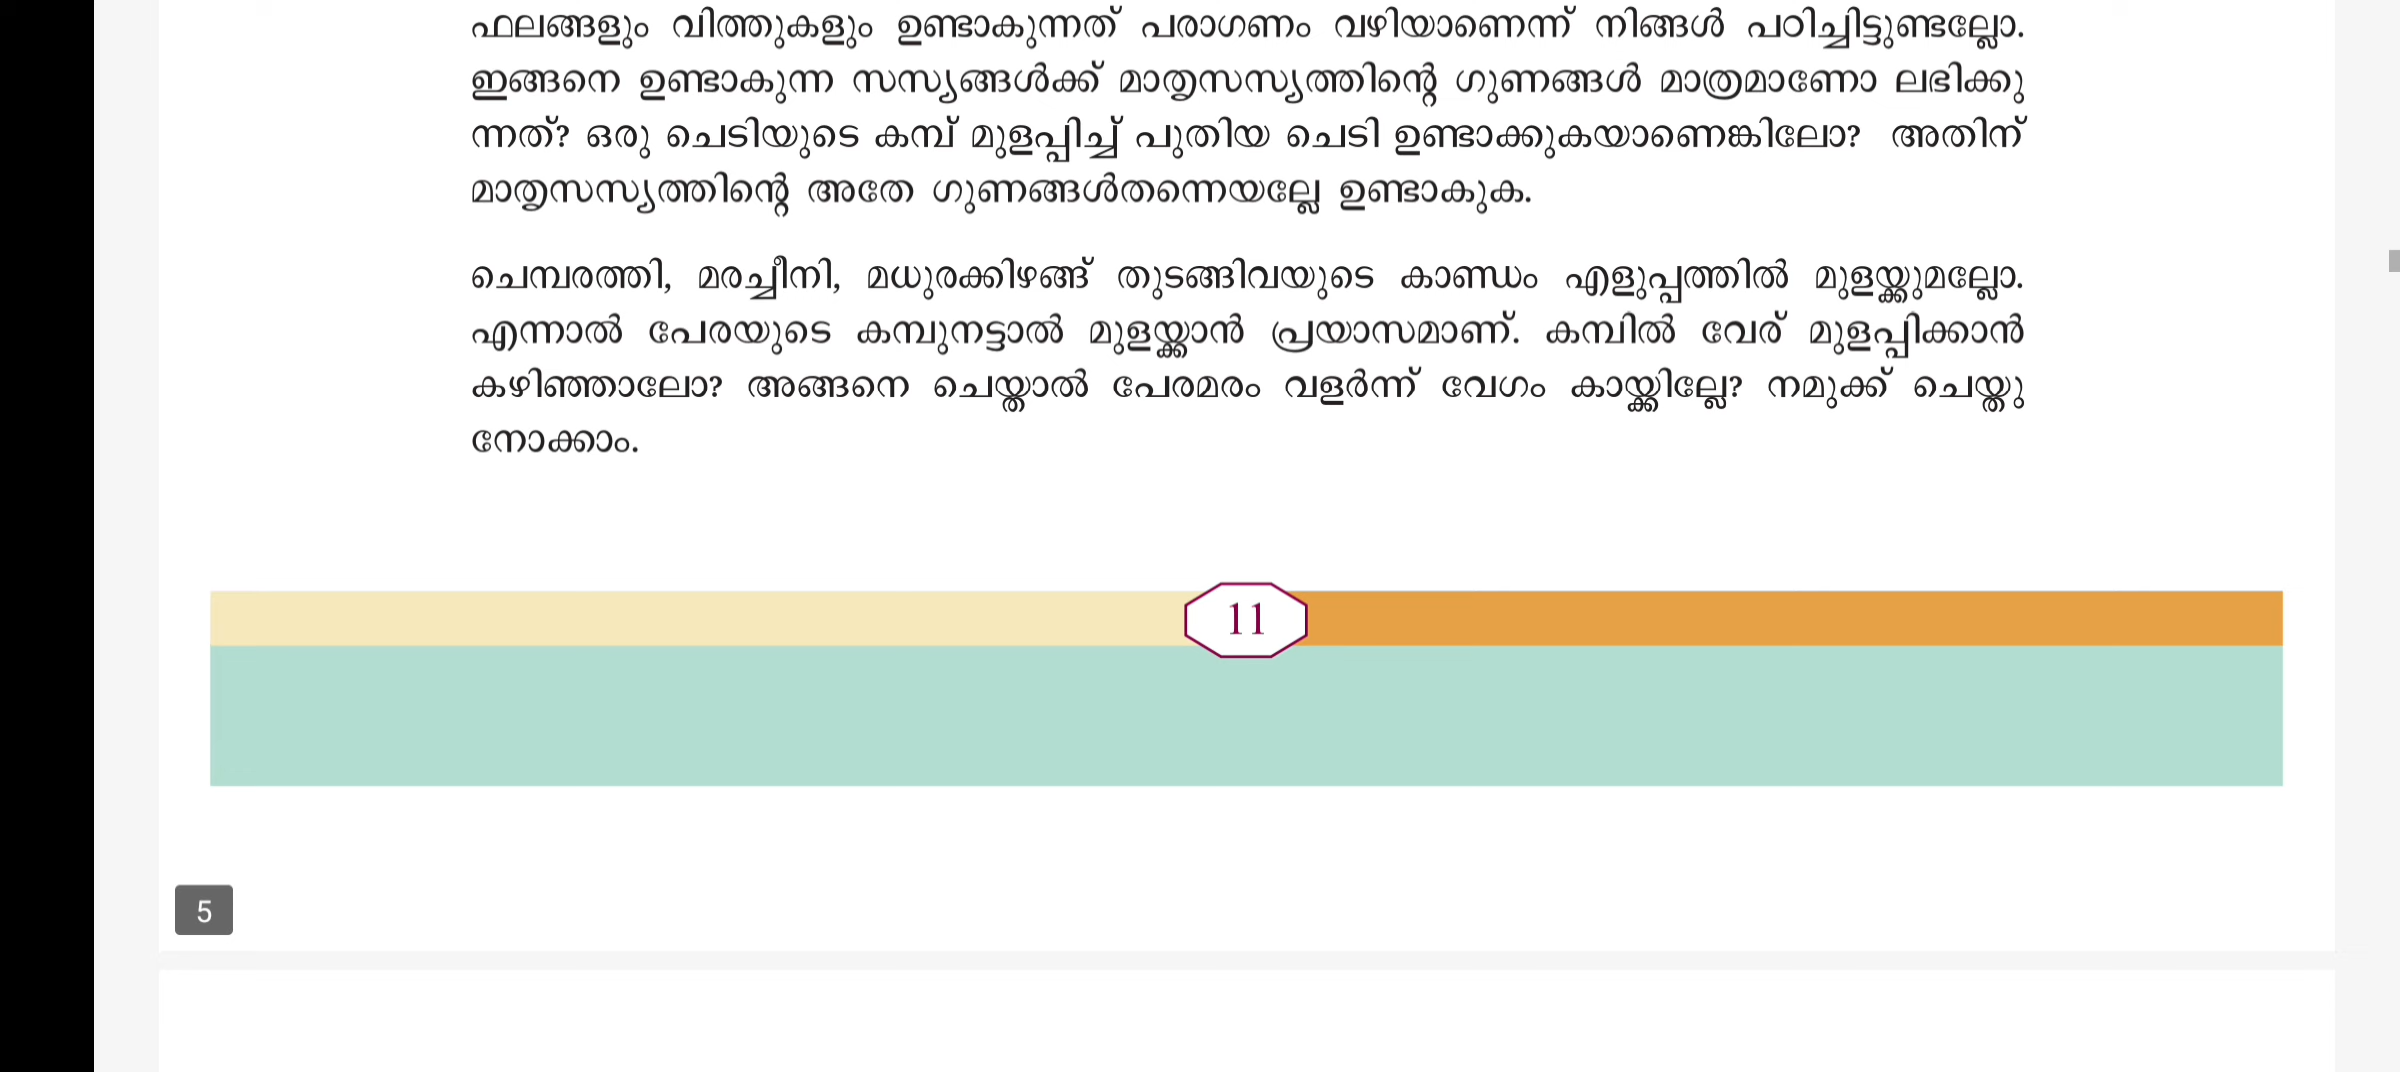 ഫലങ്ങളും വിത്തുകളും ഉണ്ടാകുന്നത് പരാഗണം വഴിയാണെന്ന് നിങ്ങൾ പഠിച്ചിട്ടുണ്ടല്ലോ.
ഇങ്ങനെ ഉണ്ടാകുന്ന സസ്യങ്ങൾക്ക് മാതൃസസ്യത്തിന്റെ ഗുണങ്ങൾ മാത്രമാണോ ലഭിക്കു
ന്നത്? ഒരു ചെടിയുടെ കമ്പ് മുളപ്പിച്ച് പുതിയ ചെടി ഉണ്ടാക്കുകയാണെങ്കിലോ? അതിന്
മാതൃസസ്യത്തിന്റെ അതേ ഗുണങ്ങൾതന്നെയല്ലേ ഉണ്ടാകുക.
ചെമ്പരത്തി, മരച്ചീനി, മധുരക്കിഴങ്ങ് തുടങ്ങിവയുടെ കാണ്ഡം എളുപ്പത്തിൽ മുളയ്ക്കുമല്ലോ.
എന്നാൽ പേരയുടെ കമ്പുനട്ടാൽ മുളയ്ക്കാൻ പ്രയാസമാണ്. കമ്പിൽ വേര് മുളപ്പിക്കാൻ
കഴിഞ്ഞാലോ? അങ്ങനെ ചെയ്താൽ പേരമരം വളർന്ന് വേഗം കായ്ക്കില്ലേ? നമുക്ക് ചെയ്തു
നോക്കാം.
11
5